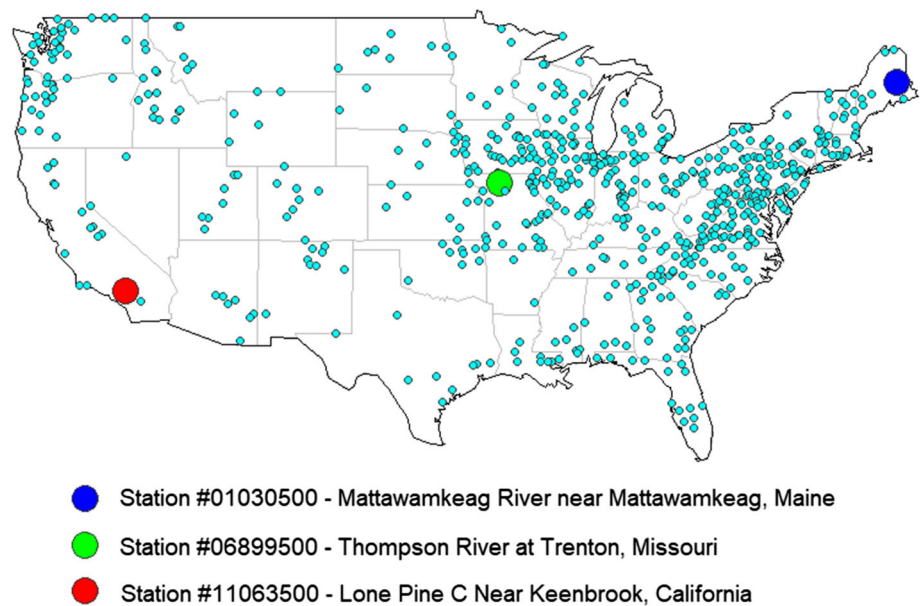 Station #01030500 - Mattawamkeag River near Mattawamkeag, Maine
Station #06899500 - Thompson River at Trenton, Missouri
Station #11063500 - Lone Pine C Near Keenbrook, California